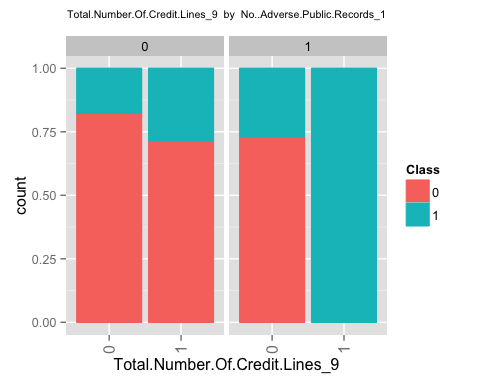 Total.Number.Of.Credit.Lines_9 by No..Adverse.Public.Records_1
0 1
1.00
0.75
0.50
0.25
0.00
count
0 1 0 1
Total.Number.Of.Credit.Lines_9
Class
0
1